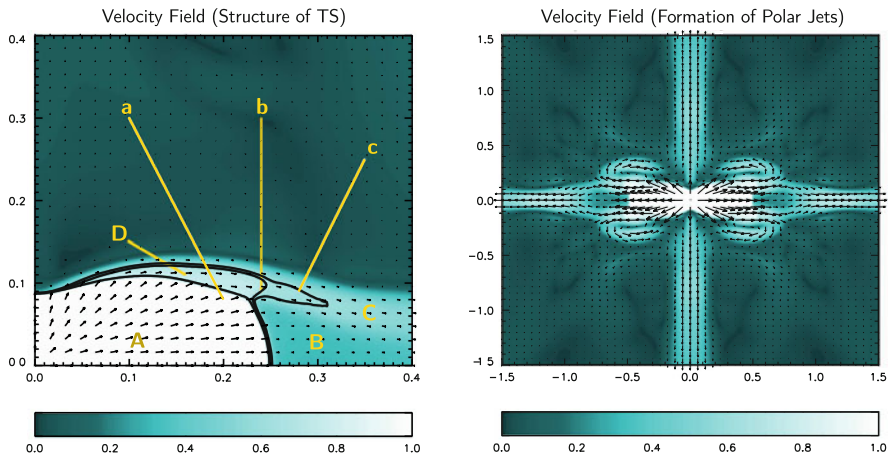 Velocity Field (Structure of TS)
0.4
0.3
0.2
0.1
0 0
0.0 0.1 0.2 0.3 0.4
a
b
c
D
A
B
C
0.0 0.2 0.4 0.6 0.8 1.0
Velocity Field (Formation of Polar Jets)
1.5
1.0
0.5
0.0
−0.5
−1.0
−1 5
−1.5 −1.0 −0.5 0.0 0.5 1.0 1.5
0.0 0.2 0.4 0.6 0.8 1.0